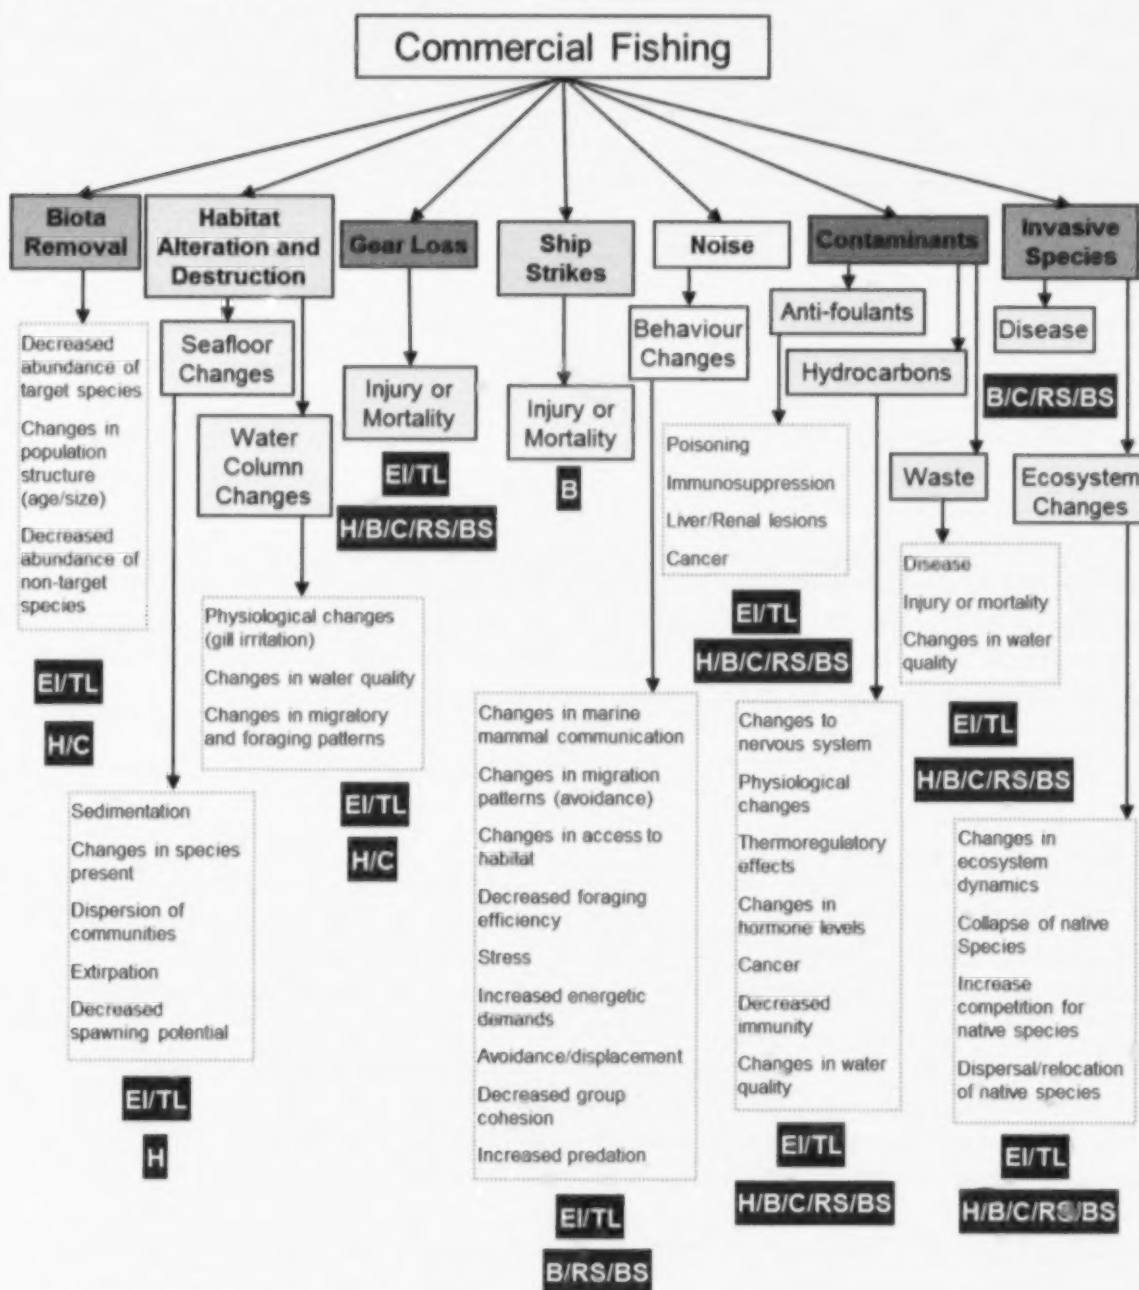 Commercial Fishing
Biota
Removal
Habitat
Alteration and
Destruction
Gear Loss
Ship
Strikes
Noise
Contaminants
Invasive
Species
Decreased
abundance of
target species
Changes in
population
structure
(age/size)
Decreased
abundance of
non-target
species
EI/TL
H/C
Seafloor
Changes
Sedimentation
Changes in species
present
Dispersion of
communities
Extirpation
Decreased
spawning potential
EI/TL
H
Water
Column
Changes
Physiological changes
(gill irritation)
Changes in water quality
Changes in migratory
and foraging patterns
EI/TL
H/C
Injury or
Mortality
EI/TL
H/B/C/RS/BS
Injury or
Mortality
B
Behaviour
Changes
Changes in marine
mammal communication
Changes in migration
patterns (avoidance)
Changes in access to
habitat
Decreased foraging
efficiency
Stress
Increased energetic
demands
Avoidance/displacement
Decreased group
cohesion
Increased predation
EI/TL
B/RS/BS
Anti-foulants
Poisoning
Immunosuppression
Liver/Renal lesions
Cancer
EI/TL
H/B/C/RS/BS
Hydrocarbons
Changes to
nervous system
Physiological
changes
Thermoregulatory
effects
Changes in
hormone levels
Cancer
Decreased
immunity
Changes in water
quality
EI/TL
H/B/C/RS/BS
Waste
Disease
Injury or mortality
Changes in water
quality
EI/TL
H/B/C/RS/BS
Disease
B/C/RS/BS
Ecosystem
Changes
Changes in
ecosystem
dynamics
Collapse of native
Species
Increase
competition for
native species
Dispersal/relocation
of native species
EI/TL
H/B/C/RS/BS